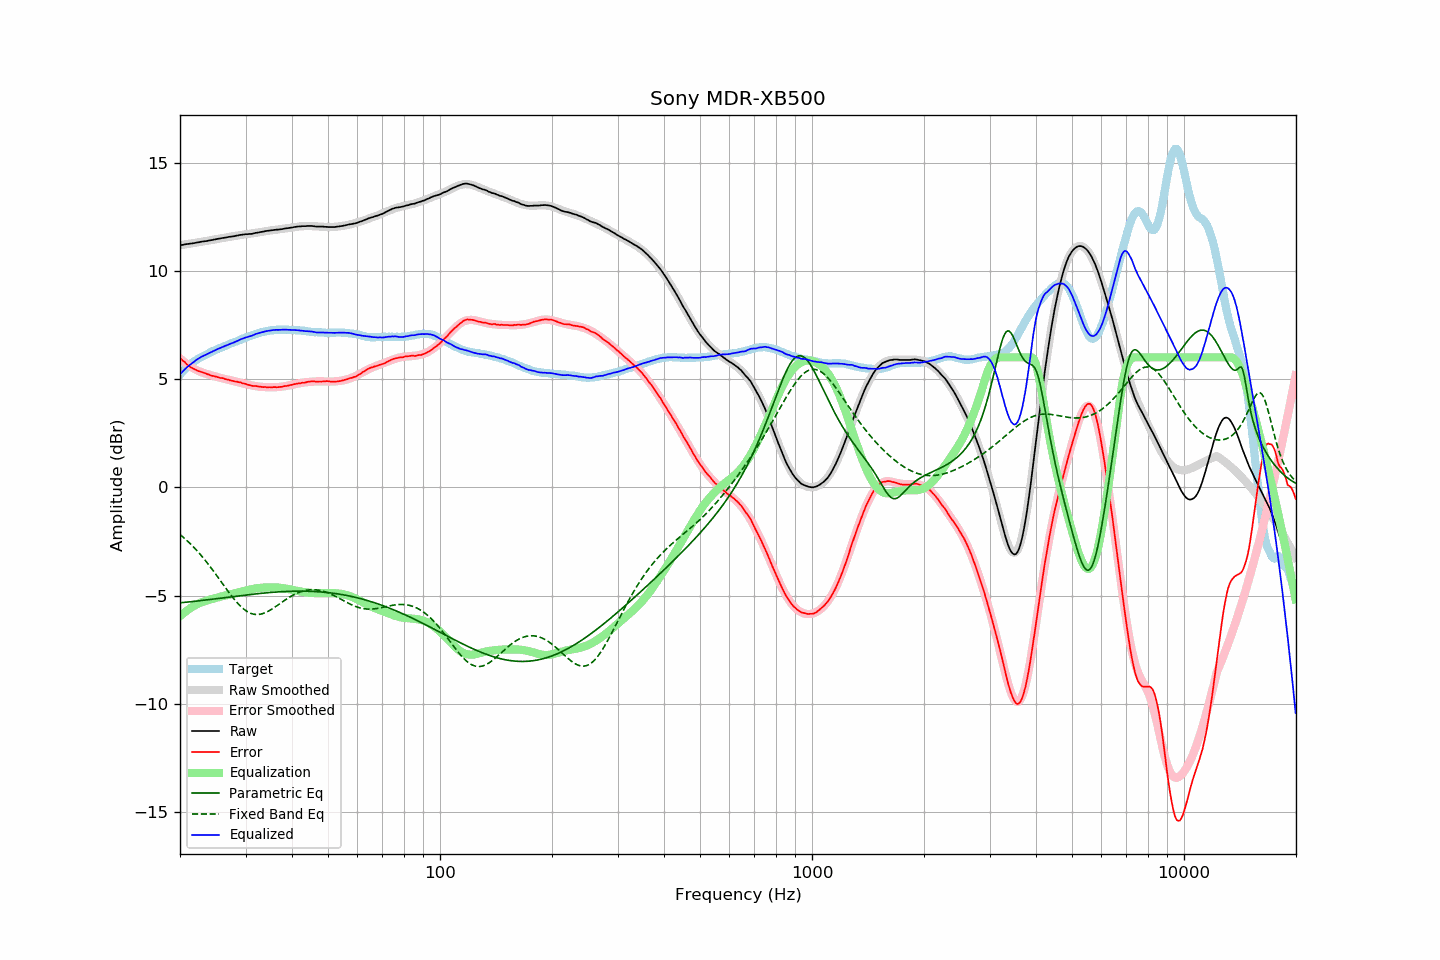 Sony MDR-XB500
Amplitude (dBr)
15
10
5
0
−5
−10
−15
Target
Raw Smoothed
Error Smoothed
Raw
Error
Equalization
Parametric Eq
Fixed Band Eq
Equalized
100
1000
10000
Frequency (Hz)